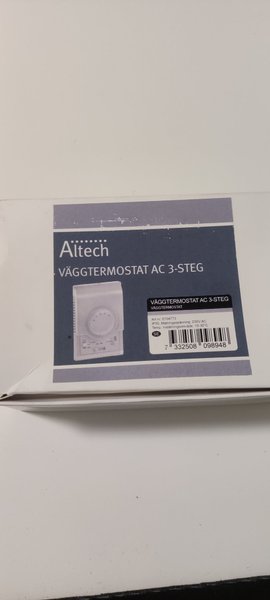 Altech
VÄGGTERMOSTAT AC 3-STEG
VÄGGTERMOSTAT AC 3-STEG
VÄGGTERMOSTAT
7 332508 098948